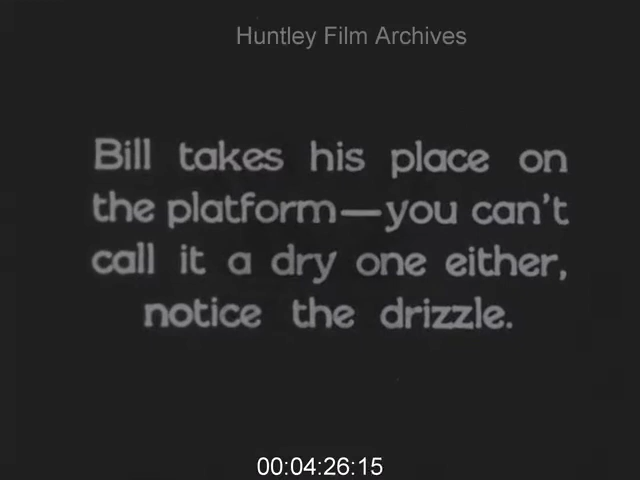 Huntley Film Archives
Bill takes his place on
the platform—you can't
call it a dry one either,
notice the drizzle.
00:04:26:15